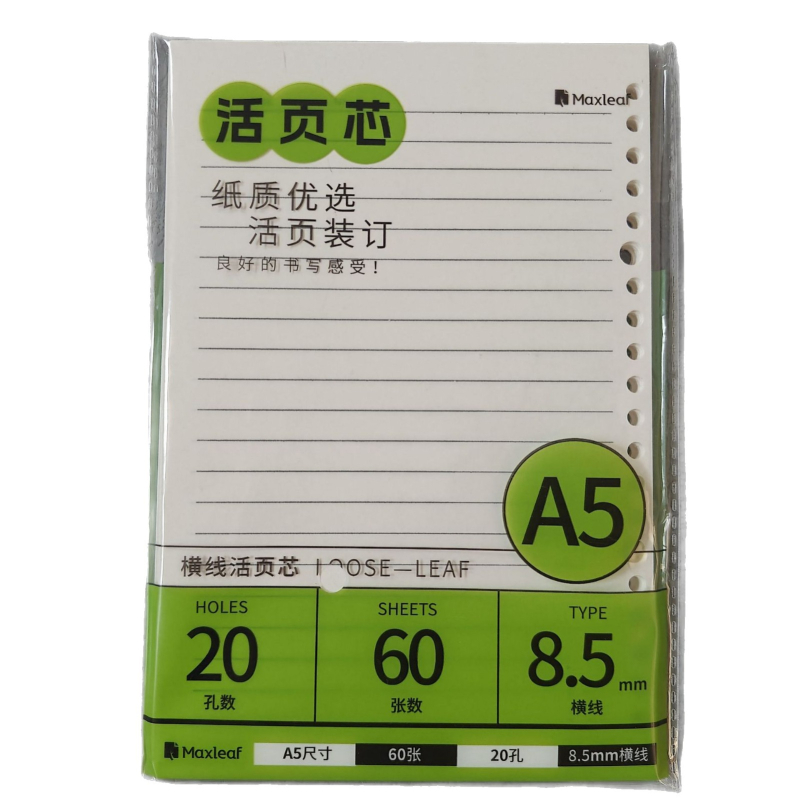 活页芯
Maxleaf
纸质优选
活页装订
良好的书写感受！
A5
横线活页芯 LOOSE—LEAF
HOLES SHEETS TYPE
20 60 8.5 mm
孔数 张数 横线
Maxleaf A5尺寸 60张 20孔 8.5mm横线